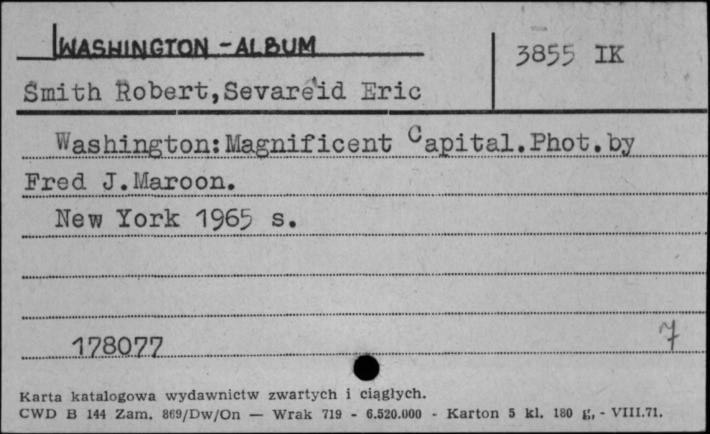 WASHINGTON - ALBUM
3855 IK
Smith Robert,Sevare'id Eric
Washington:Magnificent Capital.Phot.by
Fred J.Maroon.
New York 1965 s.
178077
7
Karta katalogowa wydawnictw zwartych i ciągłych.
CWD B 144 Zam. 869/Dw/On — Wrak 719 - 6.520.000 - Karton 5 kl. 180 g, - VIII.71.